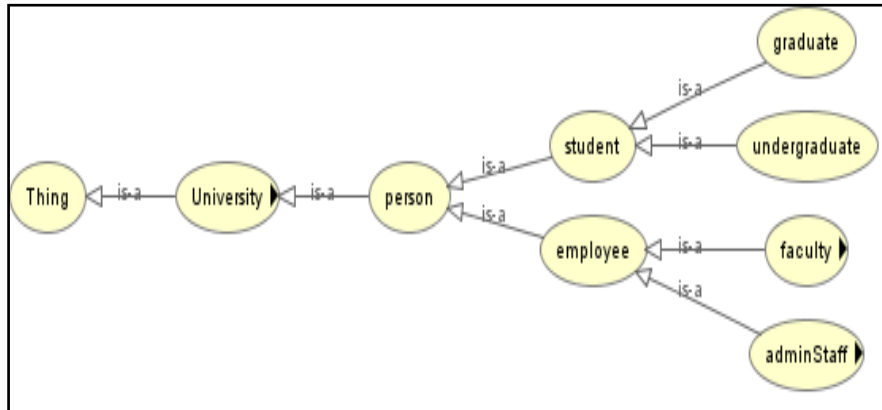 graduate
is-a
student
is-a
undergraduate
is-a
Thing
is-a
University
is-a
person
is-a
employee
is-a
faculty
is-a
adminStaff